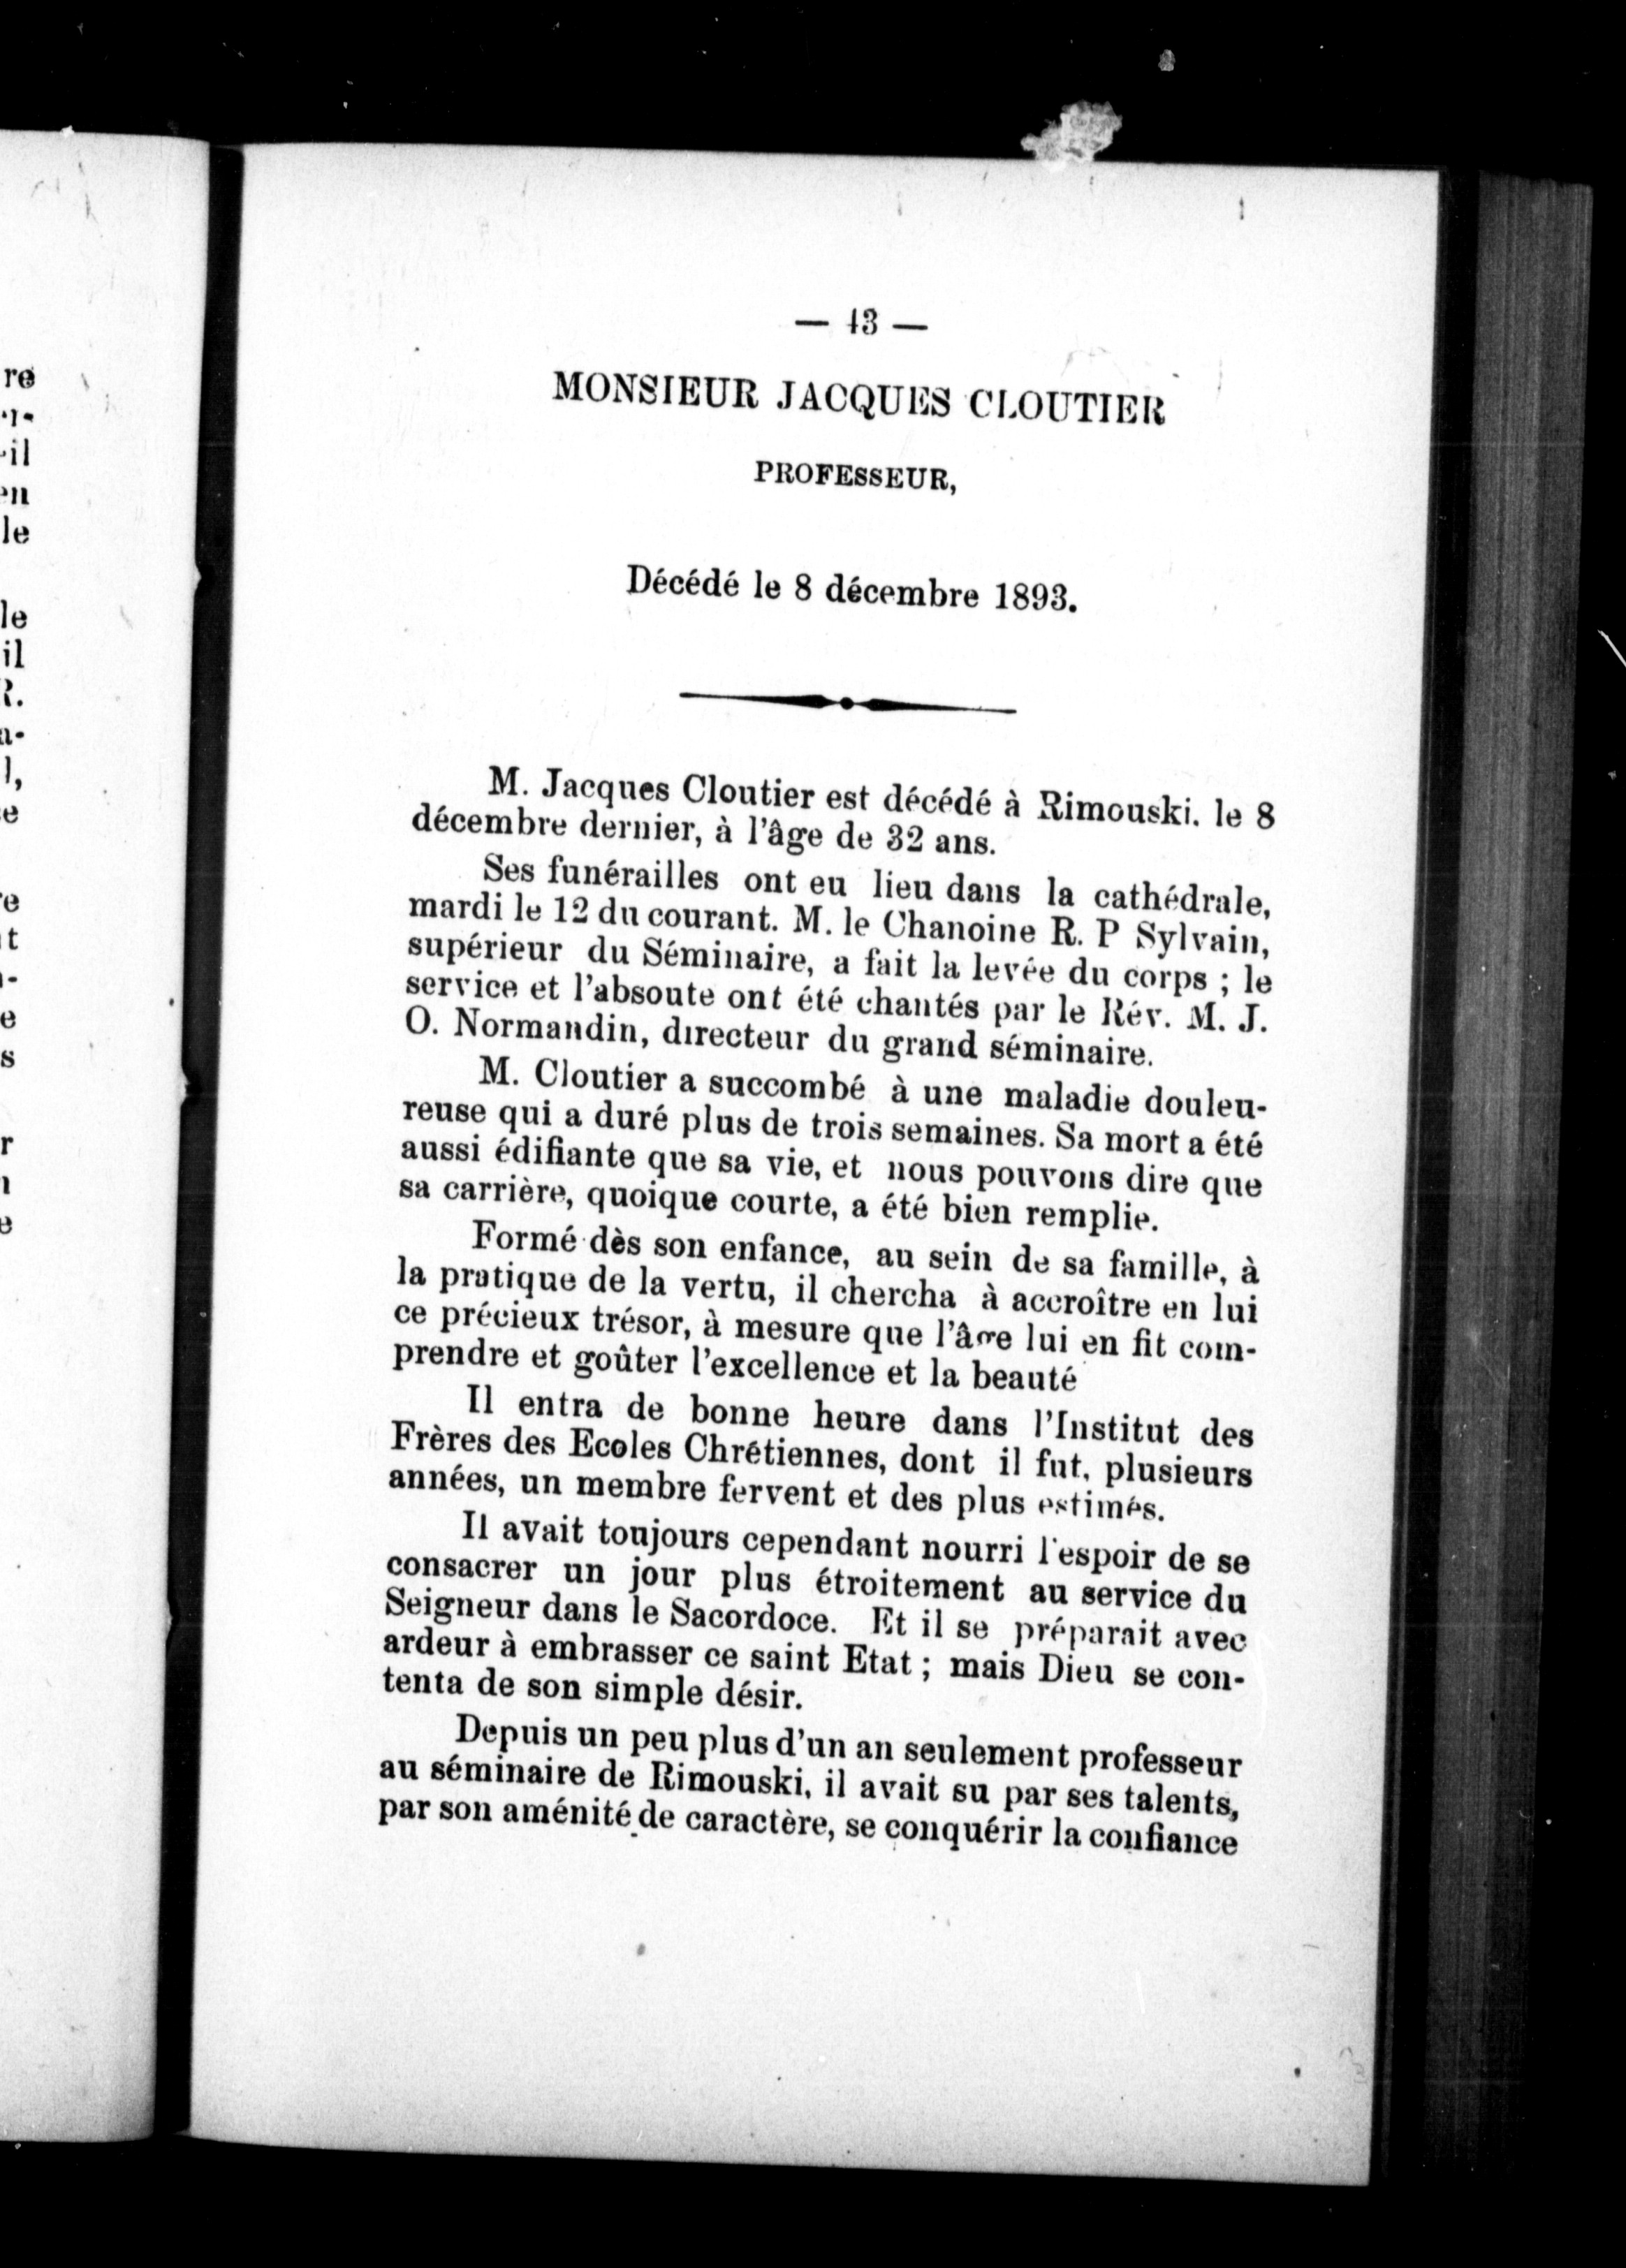 — 43 —
MONSIEUR JACQUES CLOUTIER
PROFESSEUR,
Décédé le 8 décembre 1893.
M. Jacques Cloutier est décédé à Rimouski. le 8
décembre dernier, à l'âge de 32 ans.
Ses funérailles ont eu lieu dans la cathédrale,
mardi le 12 du courant. M. le Chanoine R. P Sylvain,
supérieur du Séminaire, a fait la levée du corps ; le
service et l'absoute ont été chantés par le Rév. M. J.
O. Normandin, directeur du grand séminaire.
M. Cloutier a succombé à une maladie douleu-
reuse qui a duré plus de trois semaines. Sa mort a été
aussi édifiante que sa vie, et nous pouvons dire que
sa carrière, quoique courte, a été bien remplie.
Formé dès son enfance, au sein de sa famille, à
la pratique de la vertu, il chercha à accroître en lui
ce précieux trésor, à mesure que l'âge lui en fit com-
prendre et goûter l'excellence et la beauté
Il entra de bonne heure dans l'Institut des
Frères des Ecoles Chrétiennes, dont il fut, plusieurs
années, un membre fervent et des plus estimés.
Il avait toujours cependant nourri l'espoir de se
consacrer un jour plus étroitement au service du
Seigneur dans le Sacordoce. Et il se préparait avec
ardeur à embrasser ce saint Etat ; mais Dieu se con-
tenta de son simple désir.
Depuis un peu plus d'un an seulement professeur
au séminaire de Rimouski, il avait su par ses talents,
par son aménité de caractère, se conquérir la confiance